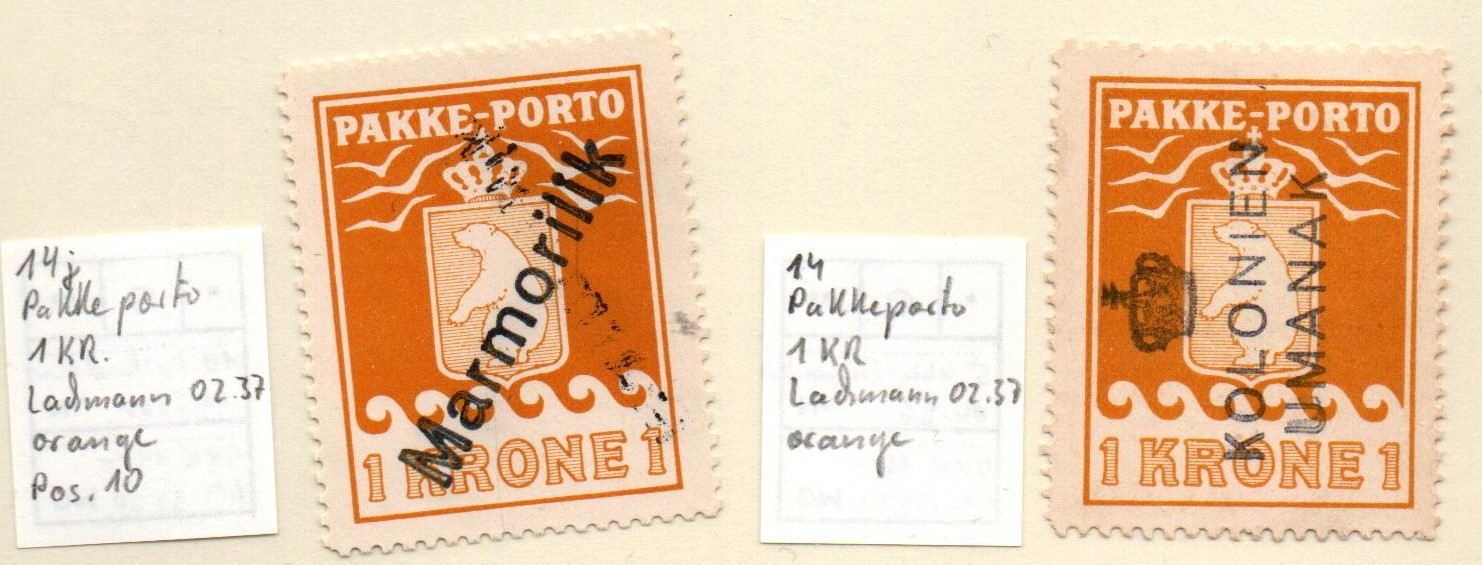 14j
Pakkeporto
1 KR.
Lachmann 02.37
orange
Pos. 10
PAKKE-PORTO
Marmorilik
1 KRONE 1
14
Pakkeporto
1 KR
Lachmann 02.37
orange
PAKKE-PORTO
KOLONIEN
UMANAK
1 KRONE 1